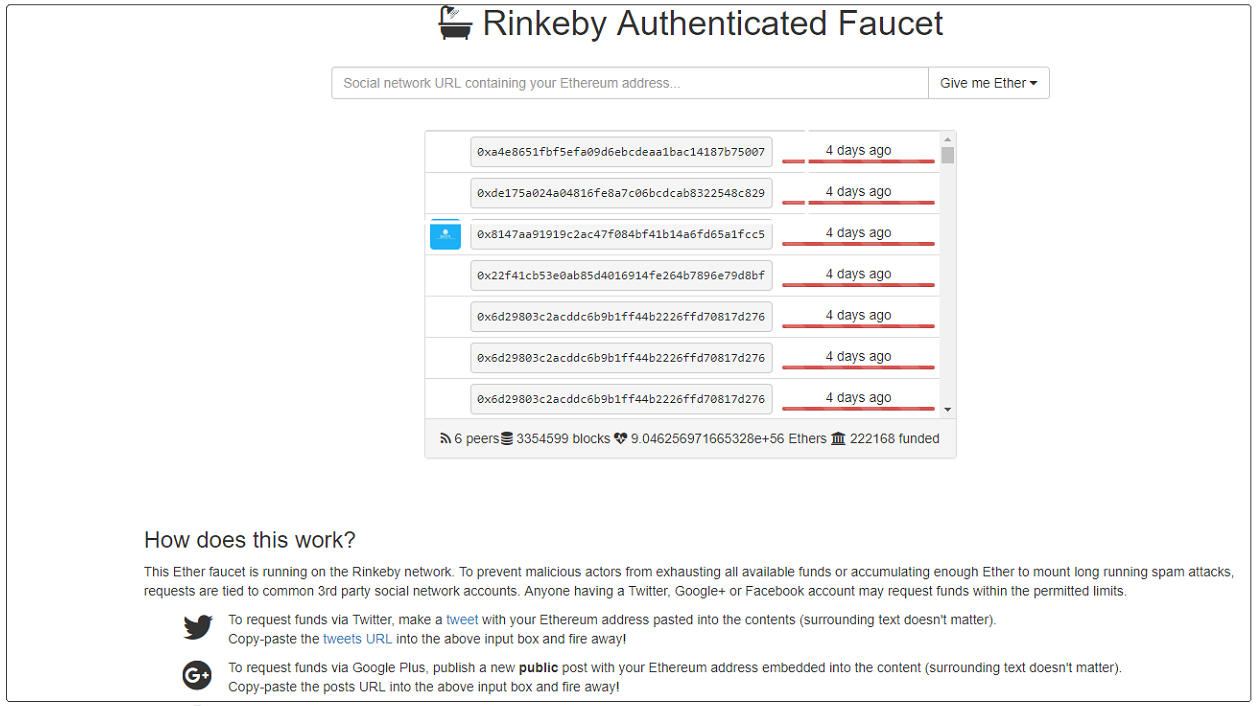 Rinkeby Authenticated Faucet
Social network URL containing your Ethereum address...
Give me Ether
0xa4e8651fbf5efa09d6ebcdeaa1bac14187b75007
4 days ago
0xde175a024a04816fe8a7c06bcdcab8322548c829
4 days ago
0x8147aa91919c2ac47f084bf41b14a6fd65a1fcc5
4 days ago
0x22f41cb53e0ab85d4016914fe264b7896e79d8bf
4 days ago
0x6d29803c2acddc6b9b1ff44b2226ffd70817d276
4 days ago
0x6d29803c2acddc6b9b1ff44b2226ffd70817d276
4 days ago
0x6d29803c2acddc6b9b1ff44b2226ffd70817d276
4 days ago
6 peers 3354599 blocks 9.046256971665328e+56 Ethers 222168 funded
How does this work?
This Ether faucet is running on the Rinkeby network. To prevent malicious actors from exhausting all available funds or accumulating enough Ether to mount long running spam attacks,
requests are tied to common 3rd party social network accounts. Anyone having a Twitter, Google+ or Facebook account may request funds within the permitted limits.
To request funds via Twitter, make a tweet with your Ethereum address pasted into the contents (surrounding text doesn't matter).
Copy-paste the tweets URL into the above input box and fire away!
G+
To request funds via Google Plus, publish a new public post with your Ethereum address embedded into the content (surrounding text doesn't matter).
Copy-paste the posts URL into the above input box and fire away!